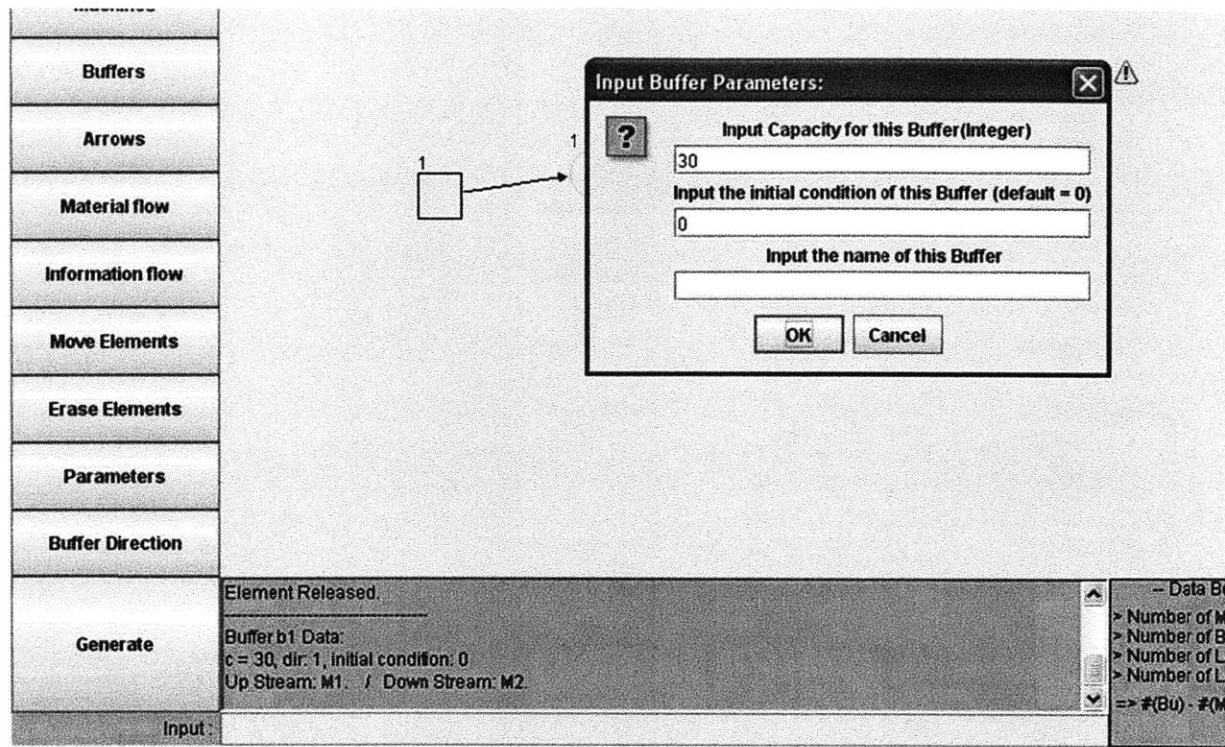 Machines
Buffers
Arrows
Material flow
Information flow
Move Elements
Erase Elements
Parameters
Buffer Direction
Generate
1
1
Input Buffer Parameters:
?
Input Capacity for this Buffer(Integer)
30
Input the initial condition of this Buffer (default = 0)
0
Input the name of this Buffer
OK
Cancel
Element Released.
Buffer b1 Data:
c = 30, dir: 1, initial condition: 0
Up Stream: M1. / Down Stream: M2.
-- Data B
> Number of M
> Number of B
> Number of L
> Number of L
=> #(Bu) - #(M
Input :